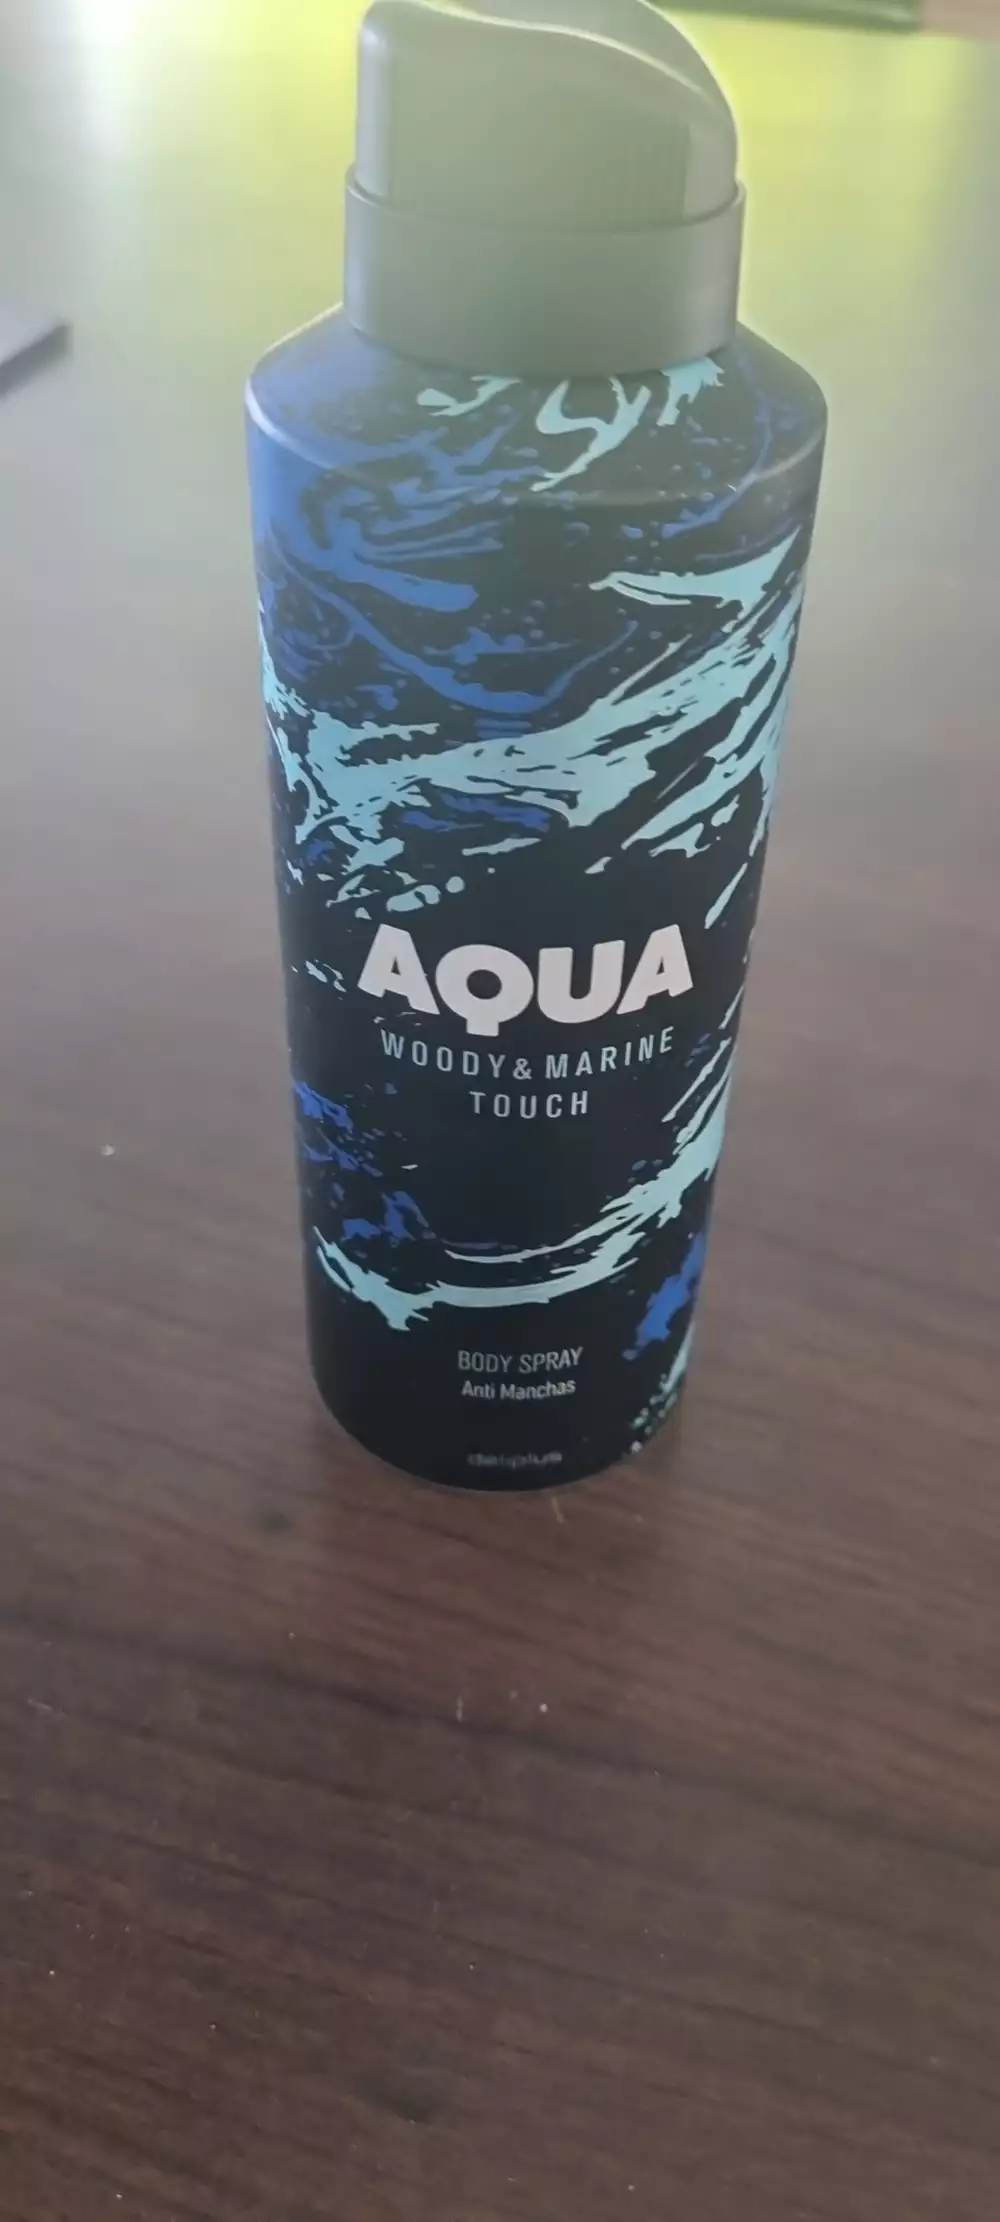 AQUA
WOODY & MARINE
TOUCH
BODY SPRAY
Anti Manchas